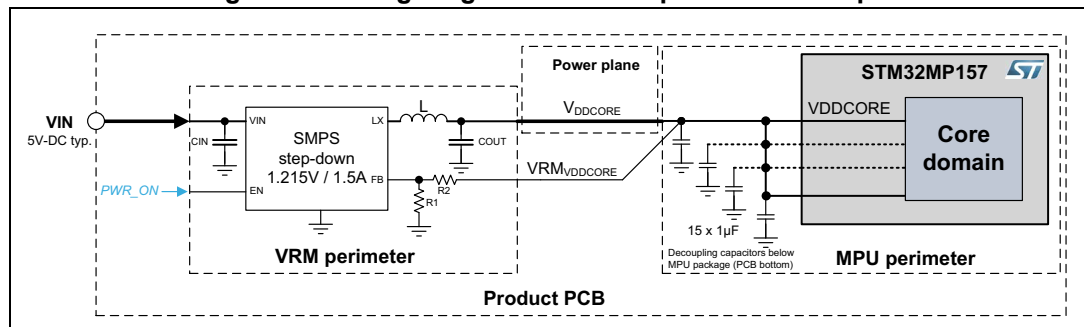 Power plane
STM32MP157
ST
VIN
5V-DC typ.
VIN
LX
L
VDDCORE
VDDCORE
Core
domain
SMPS
step-down
1.215V / 1.5A
CIN
COUT
FB
R2
R1
VRMVDDCORE
PWR_ON
EN
15 x 1µF
Decoupling capacitors below
MPU package (PCB bottom)
VRM perimeter
MPU perimeter
Product PCB